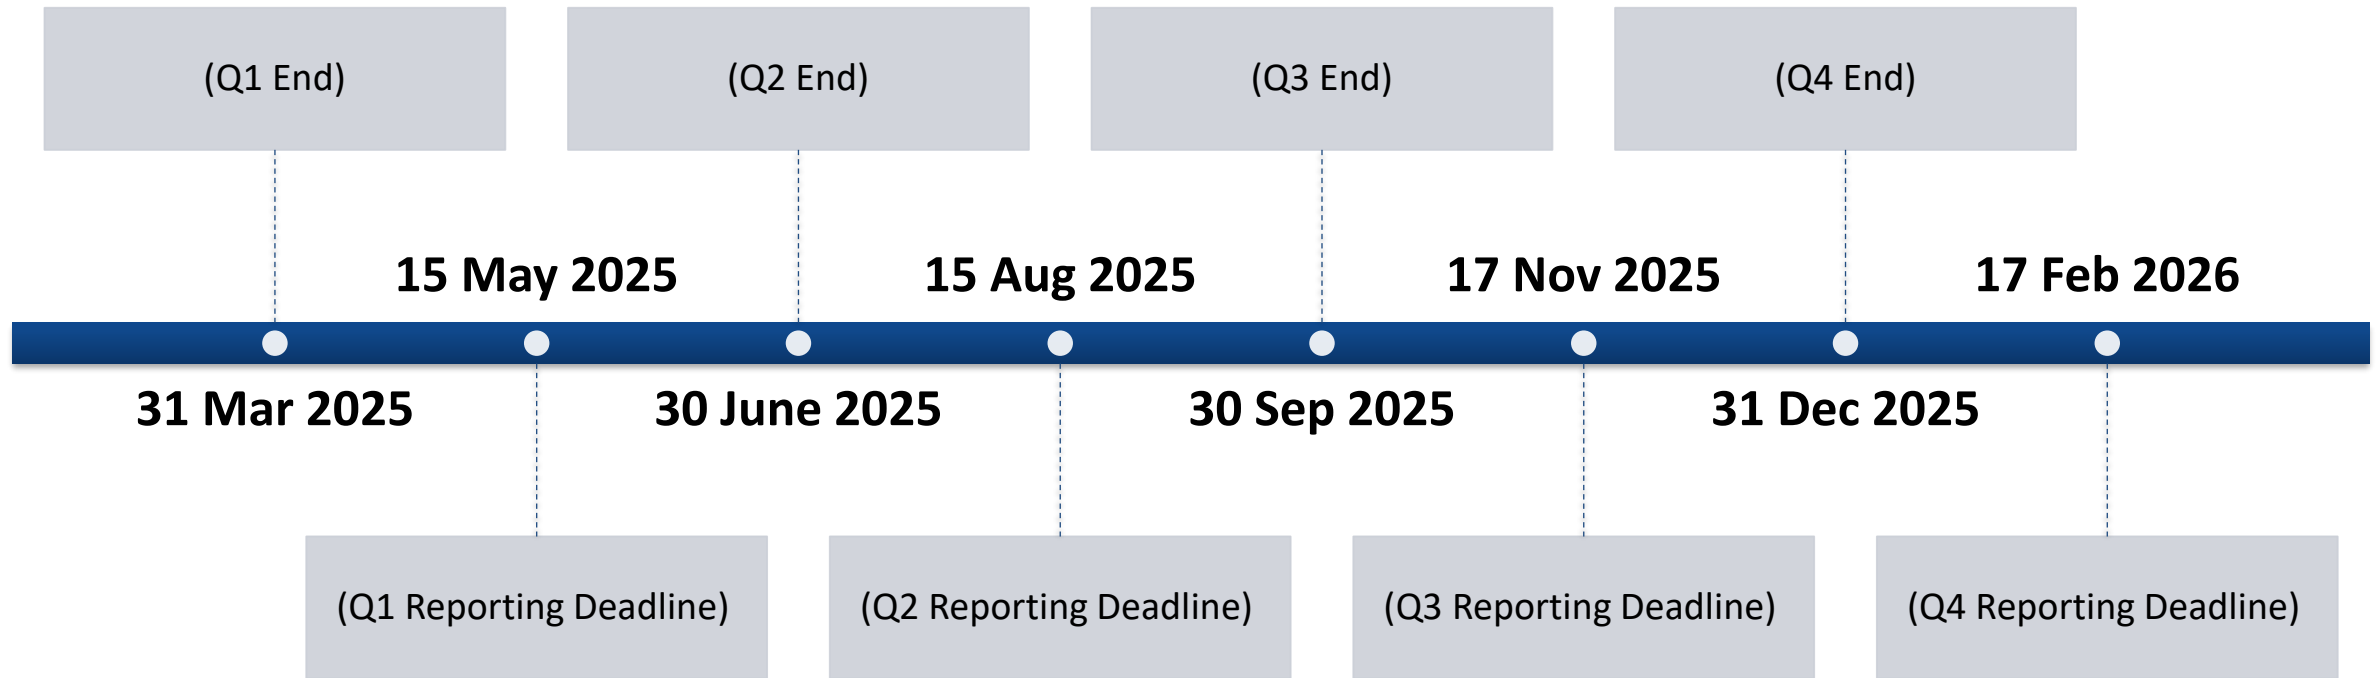 (Q1 End)
(Q2 End)
(Q3 End)
(Q4 End)
15 May 2025
15 Aug 2025
17 Nov 2025
17 Feb 2026
31 Mar 2025
30 June 2025
30 Sep 2025
31 Dec 2025
(Q1 Reporting Deadline)
(Q2 Reporting Deadline)
(Q3 Reporting Deadline)
(Q4 Reporting Deadline)